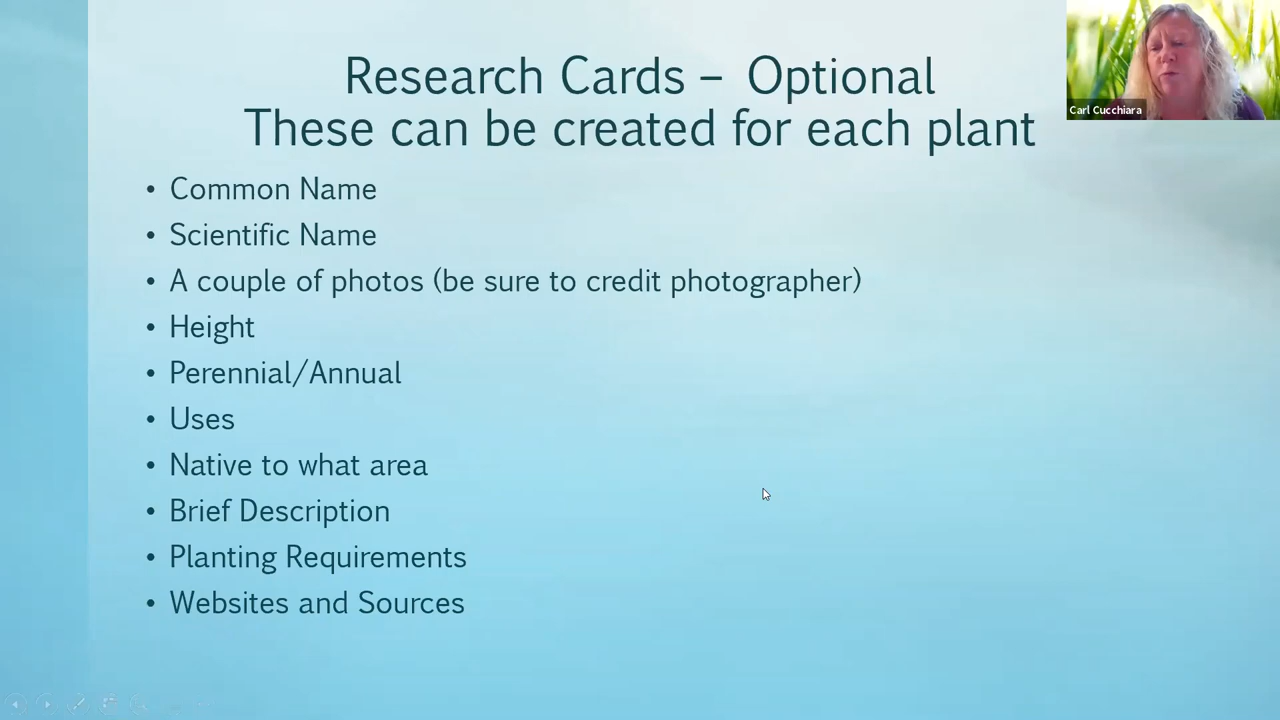 Research Cards – Optional
These can be created for each plant
• Common Name
• Scientific Name
• A couple of photos (be sure to credit photographer)
• Height
• Perennial/Annual
• Uses
• Native to what area
• Brief Description
• Planting Requirements
• Websites and Sources
Carl Cucchiara